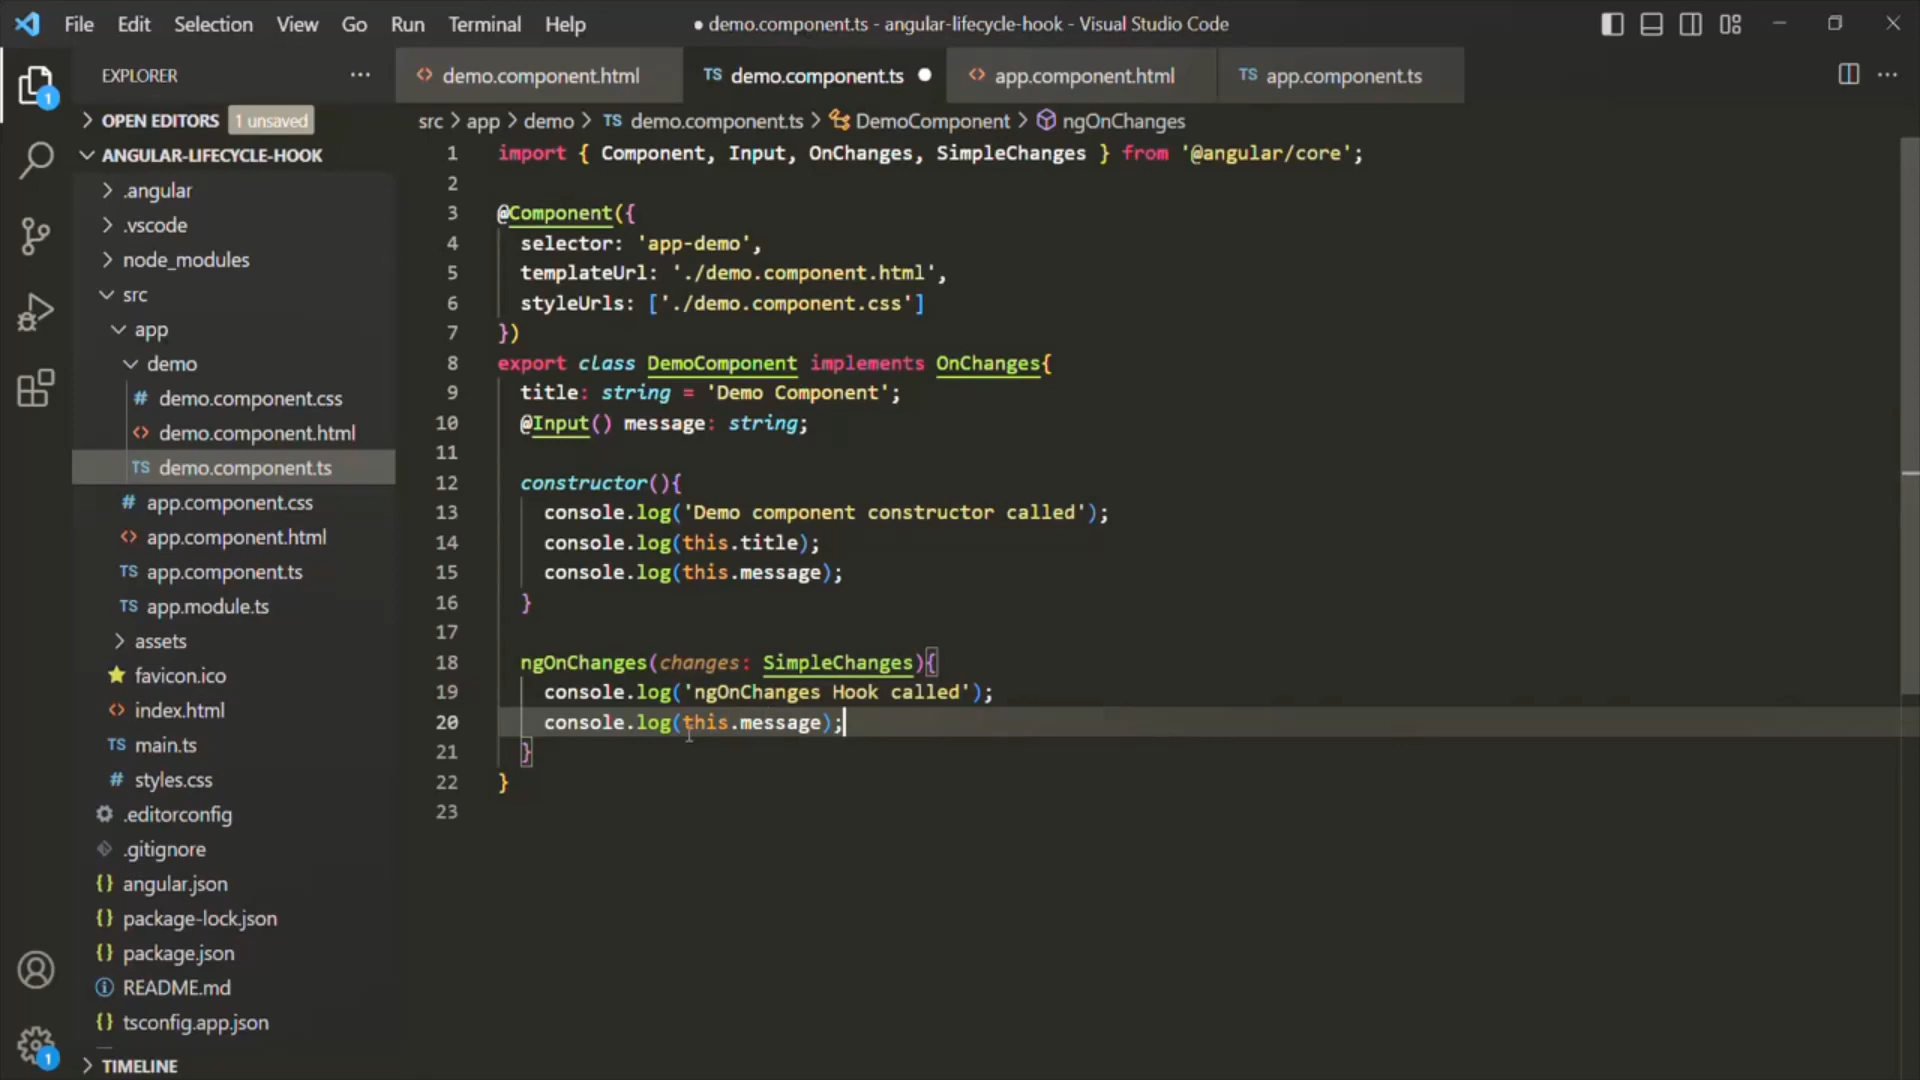 File Edit Selection View Go Run Terminal Help ● demo.component.ts - angular-lifecycle-hook - Visual Studio Code
EXPLORER ···
demo.component.html TS demo.component.ts ● app.component.html TS app.component.ts ···
OPEN EDITORS 1 unsaved
src > app > demo > TS demo.component.ts > DemoComponent > ngOnChanges
ANGULAR-LIFECYCLE-HOOK
.angular
.vscode
node_modules
src
app
demo
# demo.component.css
<> demo.component.html
TS demo.component.ts
# app.component.css
<> app.component.html
TS app.component.ts
TS app.module.ts
assets
favicon.ico
<> index.html
TS main.ts
# styles.css
.editorconfig
.gitignore
{} angular.json
{} package-lock.json
{} package.json
README.md
{} tsconfig.app.json
TIMELINE
1
1
1 import { Component, Input, OnChanges, SimpleChanges } from '@angular/core';
2
3 @Component({
4 selector: 'app-demo',
5 templateUrl: './demo.component.html',
6 styleUrls: ['./demo.component.css']
7 })
8 export class DemoComponent implements OnChanges{
9 title: string = 'Demo Component';
10 @Input() message: string;
11
12 constructor(){
13 console.log('Demo component constructor called');
14 console.log(this.title);
15 console.log(this.message);
16 }
17
18 ngOnChanges(changes: SimpleChanges){
19 console.log('ngOnChanges Hook called');
20 console.log(this.message);
21 }
22 }
23